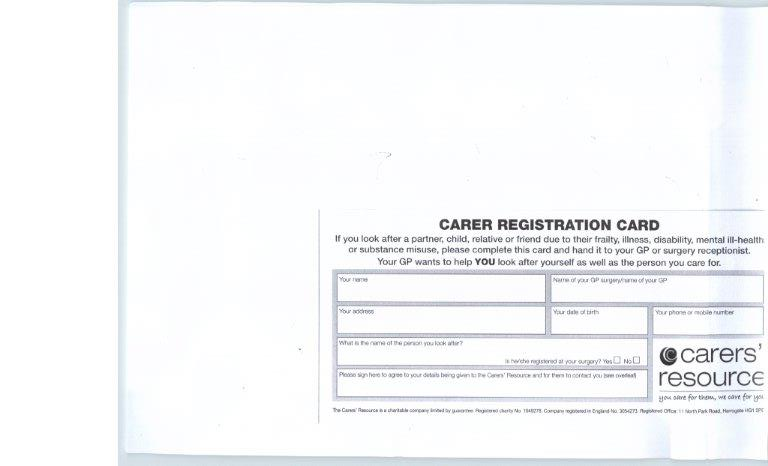 CARER REGISTRATION CARD
If you look after a partner, child, relative or friend due to their frailty, illness, disability, mental ill-health
or substance misuse, please complete this card and hand it to your GP or surgery receptionist.
Your GP wants to help YOU look after yourself as well as the person you care for.
Your name
Name of your GP surgery/name of your GP
Your address
Your date of birth
Your phone or mobile number
What is the name of the person you look after?
Is he/she registered at your surgery? Yes No
Please sign here to agree to your details being given to the Carers' Resource and for them to contact you (see overleaf)
carers'
resource
you care for them, we care for you
The Carers' Resource is a charitable company limited by guarantee. Registered charity No. Company registered in England No. 3054273. Registered Office: 11 North Park Road, Harrogate HG1